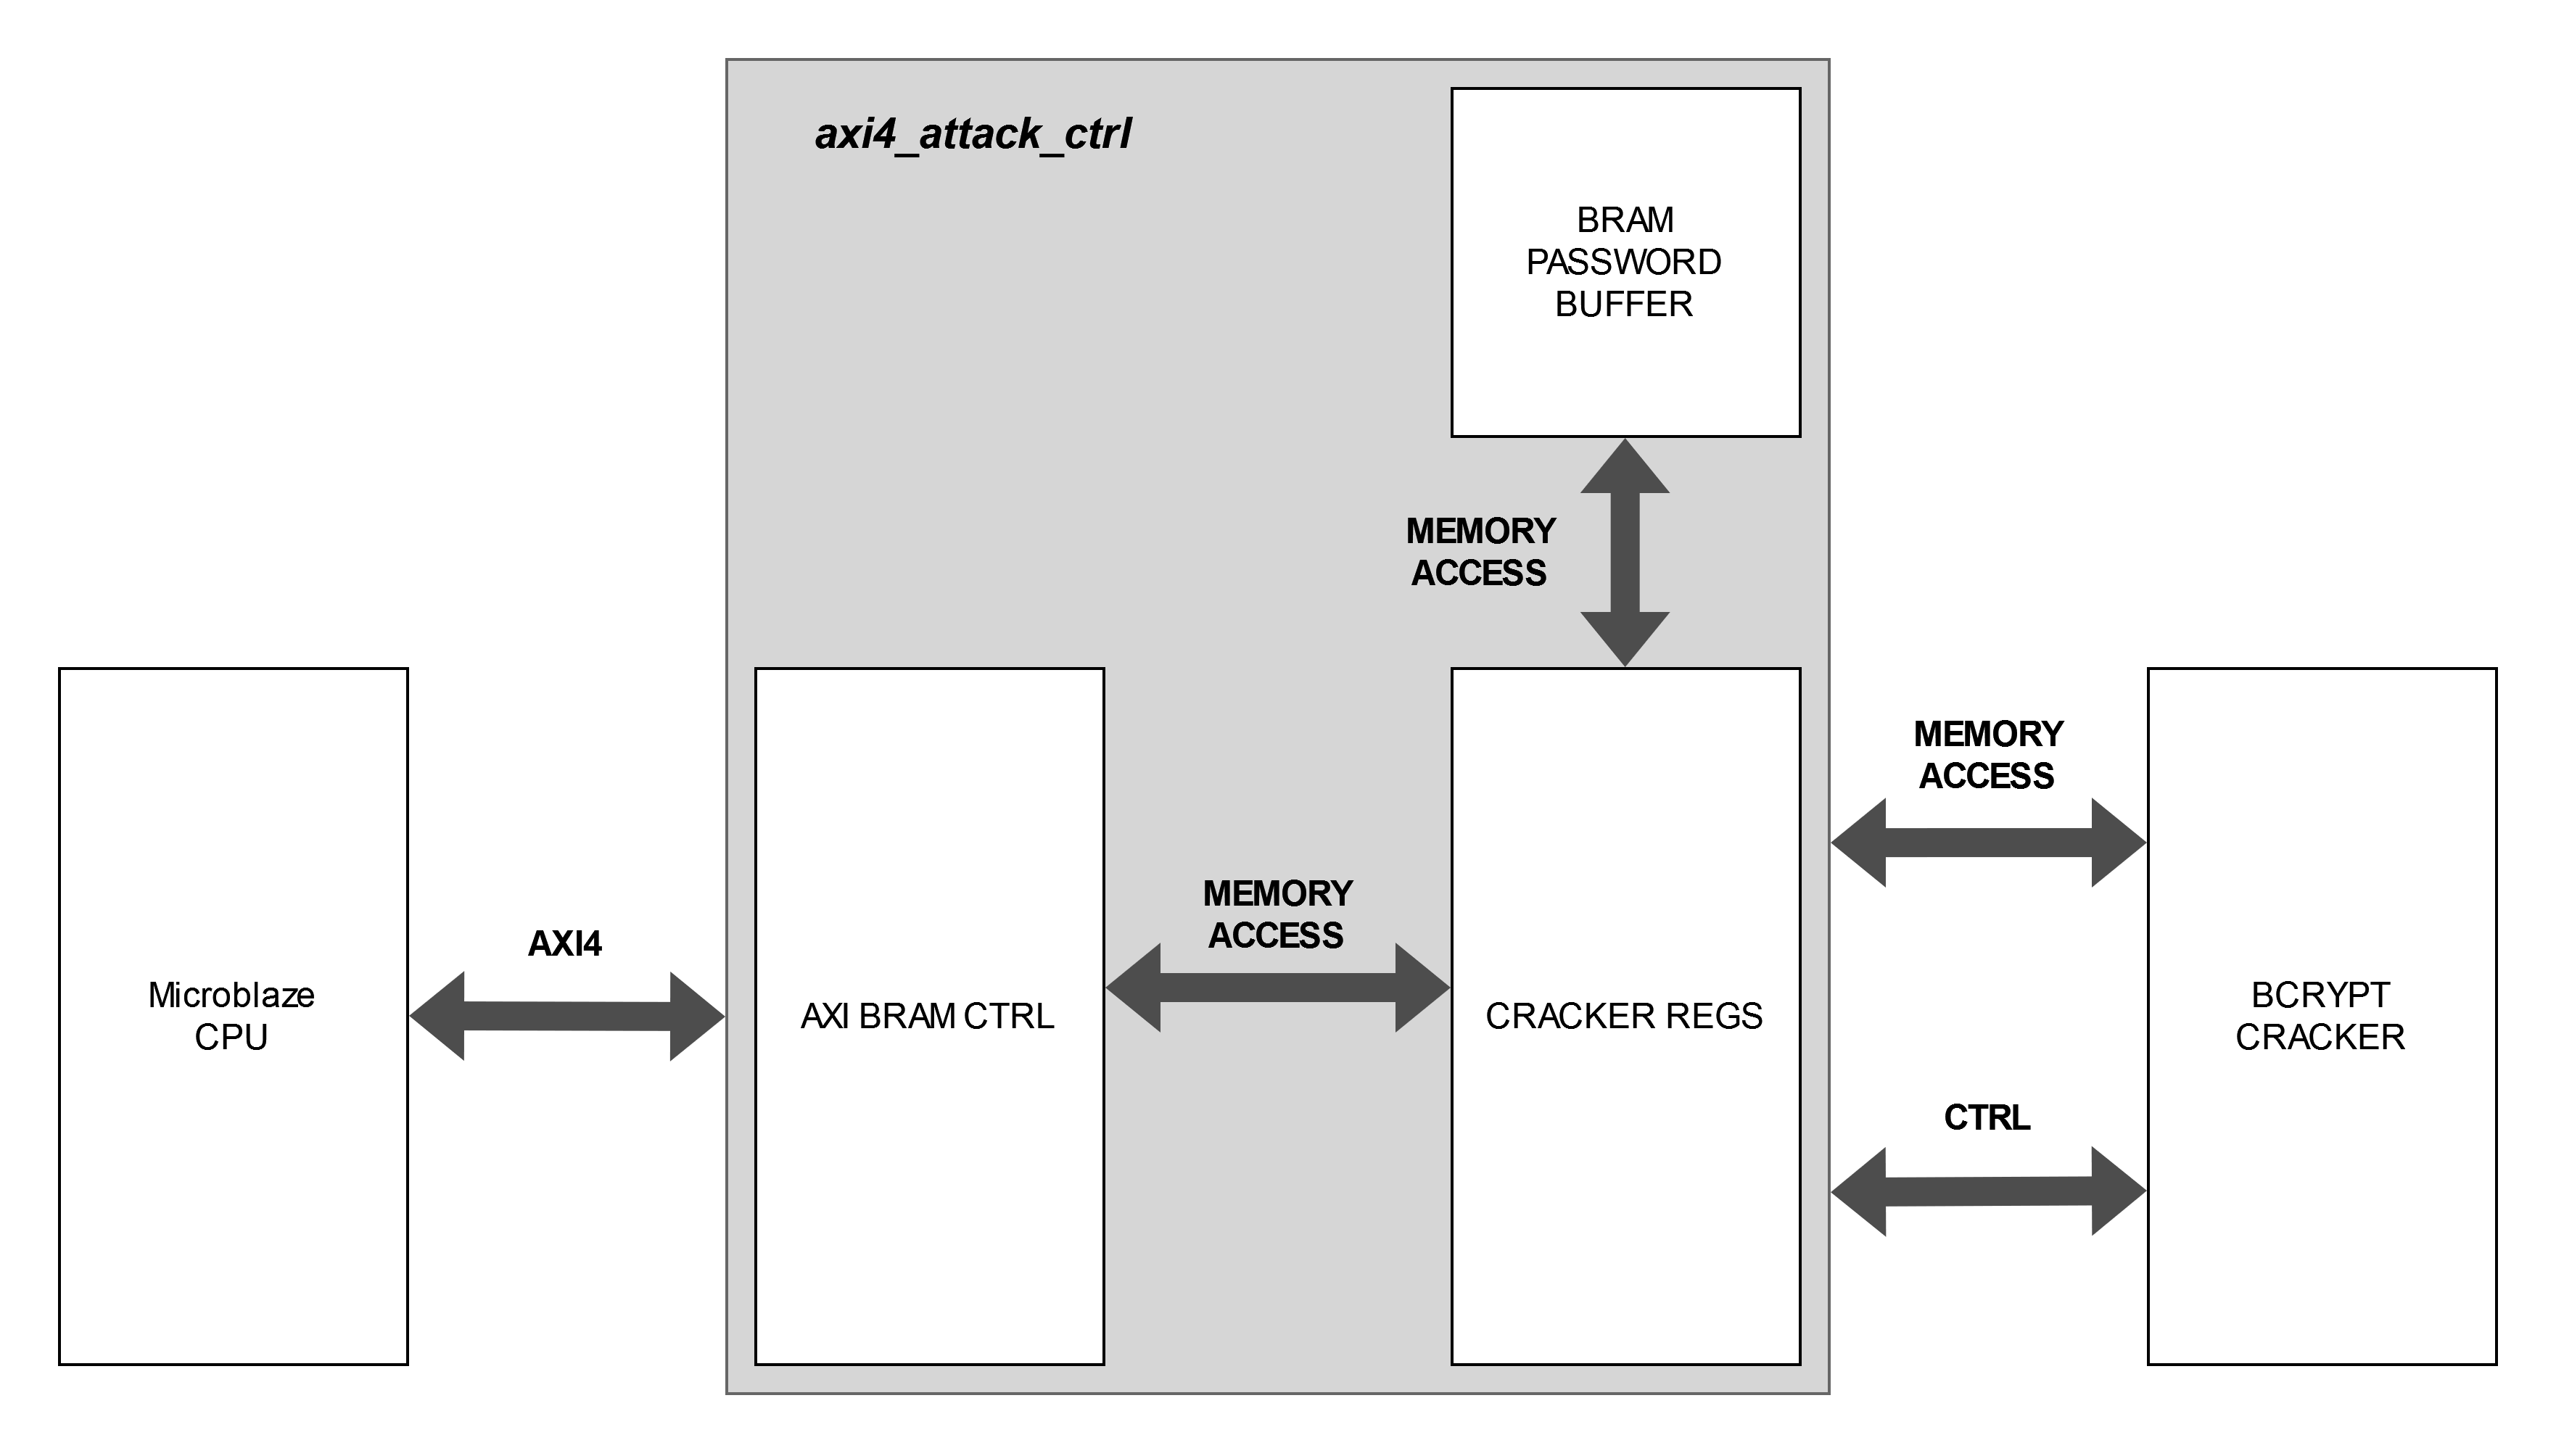 axi4_attack_ctrl
BRAM
PASSWORD
BUFFER
MEMORY
ACCESS
Microblaze
CPU
AXI4
AXI BRAM CTRL
MEMORY
ACCESS
CRACKER REGS
MEMORY
ACCESS
CTRL
BCRYPT
CRACKER